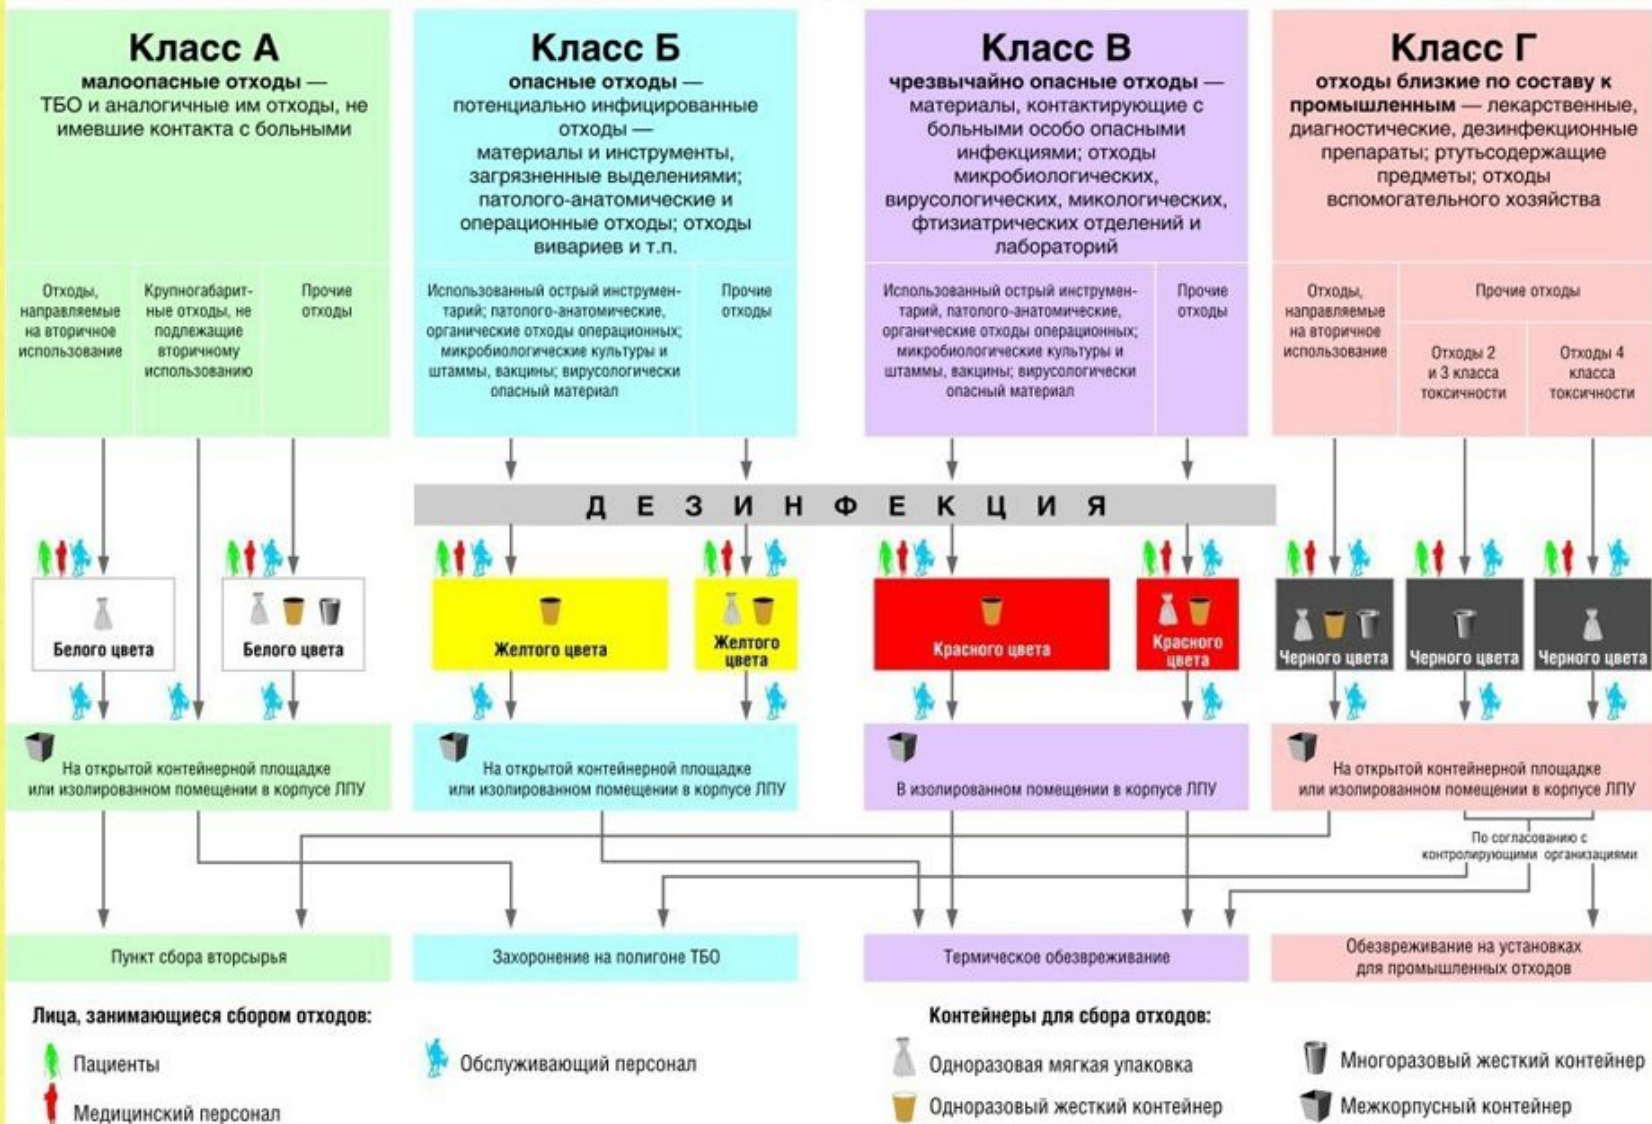 Класс А
малоопасные отходы —
ТБО и аналогичные им отходы, не
имевшие контакта с больными
Отходы,
направляемые
на вторичное
использование
Крупногабарит-
ные отходы, не
подлежащие
вторичному
использованию
Прочие
отходы
Класс Б
опасные отходы —
потенциально инфицированные
отходы —
материалы и инструменты,
загрязненные выделениями;
патолого-анатомические и
операционные отходы; отходы
вивариев и т.п.
Использованный острый инструмен-
тарий; патолого-анатомические,
органические отходы операционных;
микробиологические культуры и
штаммы, вакцины; вирусологически
опасный материал
Прочие
отходы
Класс В
чрезвычайно опасные отходы —
материалы, контактирующие с
больными особо опасными
инфекциями; отходы
микробиологических,
вирусологических, микологических,
фтизиатрических отделений и
лабораторий
Использованный острый инструмен-
тарий, патолого-анатомические,
органические отходы операционных;
микробиологические культуры и
штаммы, вакцины; вирусологически
опасный материал
Прочие
отходы
Класс Г
отходы близкие по составу к
промышленным — лекарственные,
диагностические, дезинфекционные
препараты; ртутьсодержащие
предметы; отходы
вспомогательного хозяйства
Отходы,
направляемые
на вторичное
использование
Прочие отходы
Отходы 2
и 3 класса
токсичности
Отходы 4
класса
токсичности
ДЕЗИНФЕКЦИЯ
Белого цвета
Белого цвета
Желтого цвета
Желтого
цвета
Красного цвета
Красного
цвета
Черного цвета
Черного цвета
Черного цвета
На открытой контейнерной площадке
или изолированном помещении в корпусе ЛПУ
На открытой контейнерной площадке
или изолированном помещении в корпусе ЛПУ
В изолированном помещении в корпусе ЛПУ
На открытой контейнерной площадке
или изолированном помещении в корпусе ЛПУ
По согласованию с
контролирующими организациями
Пункт сбора вторсырья
Захоронение на полигоне ТБО
Термическое обезвреживание
Обезвреживание на установках
для промышленных отходов
Лица, занимающиеся сбором отходов:
Пациенты
Медицинский персонал
Обслуживающий персонал
Контейнеры для сбора отходов:
Одноразовая мягкая упаковка
Одноразовый жесткий контейнер
Многоразовый жесткий контейнер
Межкорпусный контейнер